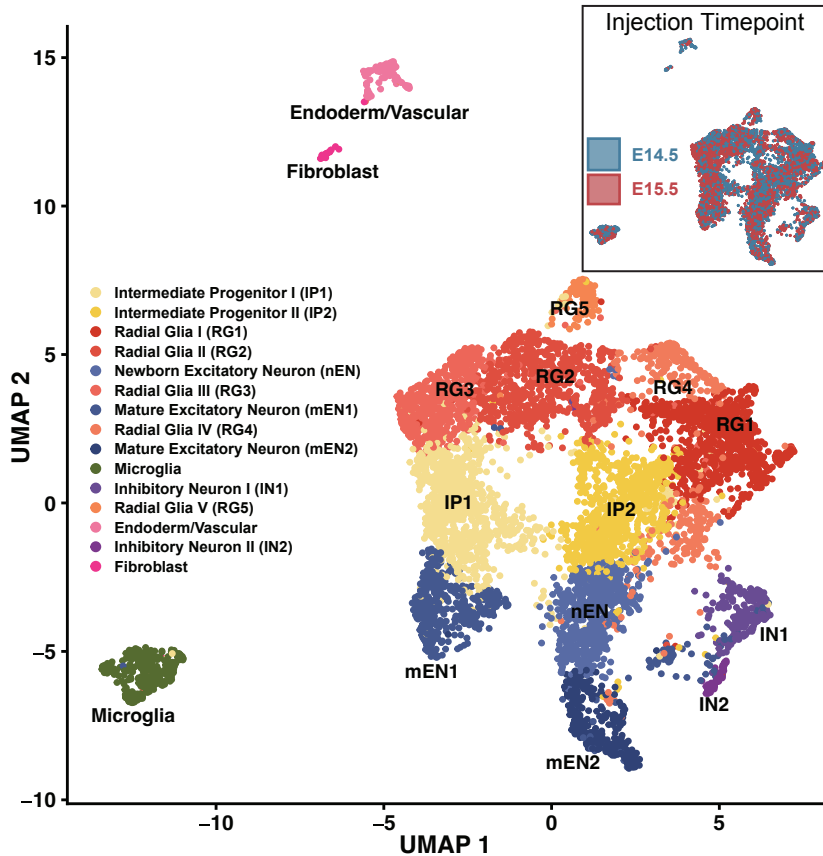 Injection Timepoint
E14.5
E15.5
15
10
5
0
−5
−10
UMAP 2
Endoderm/Vascular
Fibroblast
Intermediate Progenitor I (IP1)
Intermediate Progenitor II (IP2)
Radial Glia I (RG1)
Radial Glia II (RG2)
Newborn Excitatory Neuron (nEN)
Radial Glia III (RG3)
Mature Excitatory Neuron (mEN1)
Radial Glia IV (RG4)
Mature Excitatory Neuron (mEN2)
Microglia
Inhibitory Neuron I (IN1)
Radial Glia V (RG5)
Endoderm/Vascular
Inhibitory Neuron II (IN2)
Fibroblast
RG5
RG3
RG2
RG4
RG1
IP1
IP2
nEN
mEN1
IN1
IN2
Microglia
mEN2
−10
−5
0
5
UMAP 1